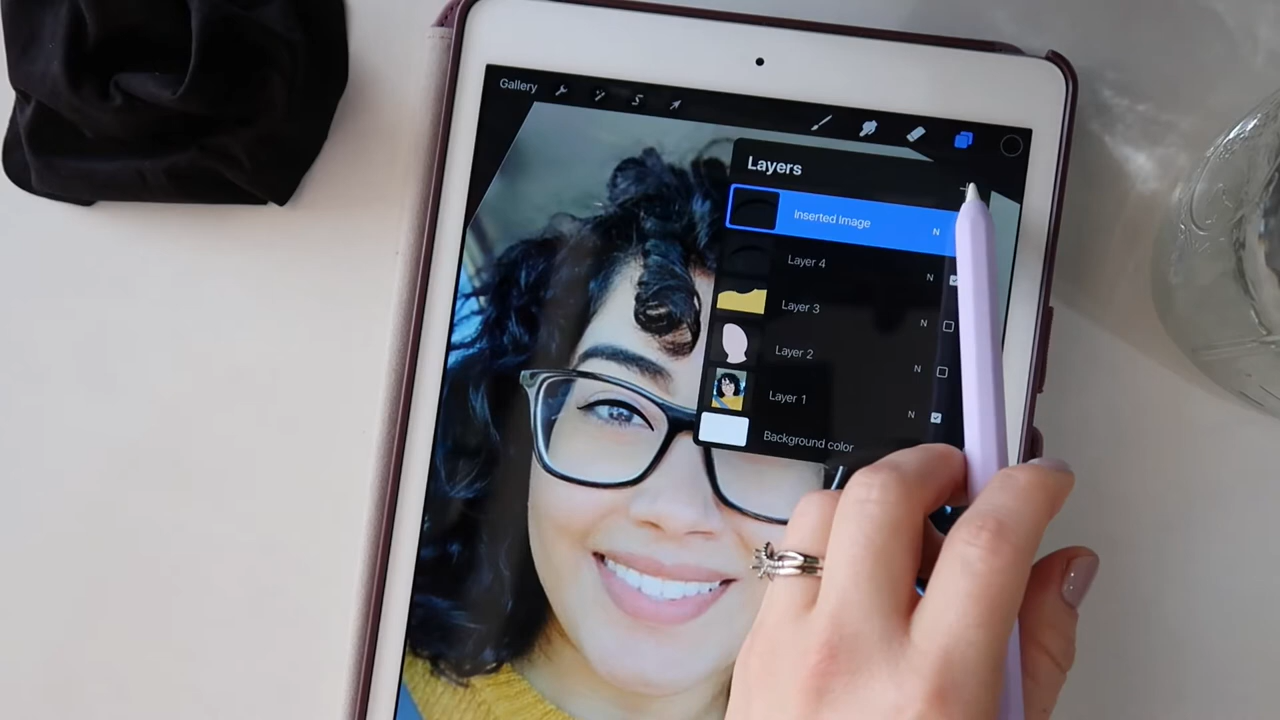 Gallery
Layers
Inserted Image N
Layer 4 N
Layer 3 N
Layer 2 N
Layer 1 N
Background color